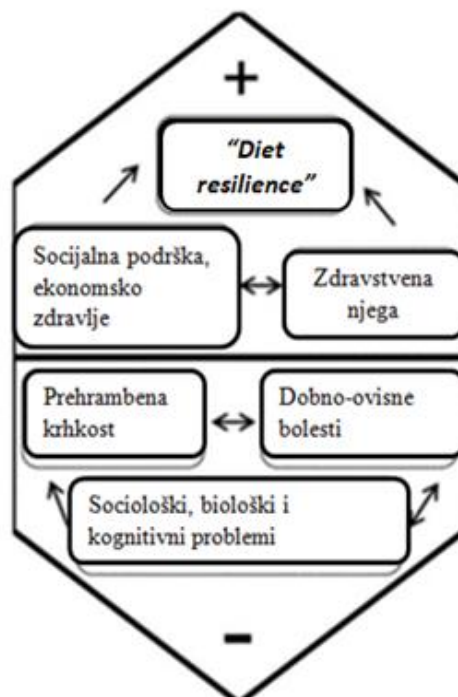 +
“Diet
resilience”
Socijalna podrška,
ekonomsko
zdravlje
Zdravstvena
njega
Prehrambena
krhkost
Dobno-ovisne
bolesti
Sociološki, biološki i
kognitivni problemi
-